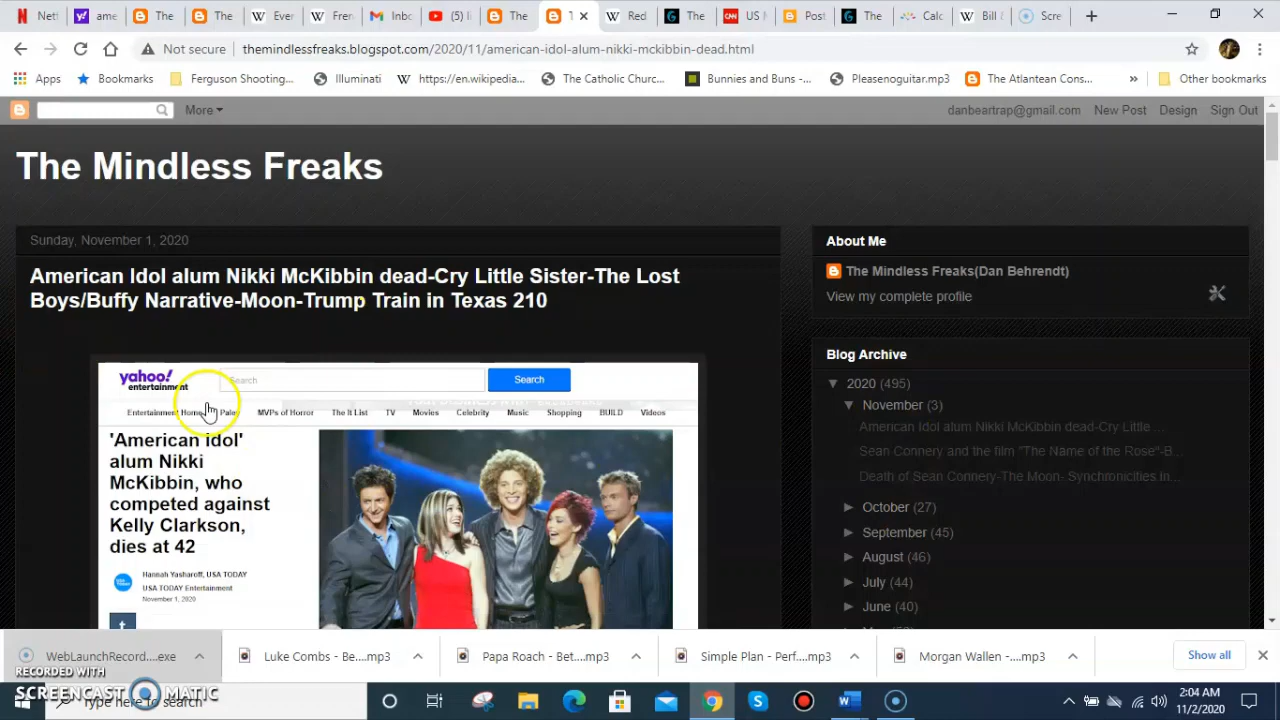 Net
ame
The
The
Ever
Fren
Inbo
(5) l
The
T
Red
The
US I
Post
The
Calc
Bill &
Scre
Not secure
themindlessfreaks.blogspot.com/2020/11/american-idol-alum-nikki-mckibbin-dead.html
Apps
Bookmarks
Ferguson Shooting...
Illuminati
https://en.wikipedia...
The Catholic Churc...
Bunnies and Buns -...
Pleaseroguitar.mp3
The Atlantean Cons...
»
Other bookmarks
More
danbeartrap@gmail.com
New Post
Design
Sign Out
The Mindless Freaks
Sunday, November 1, 2020
American Idol alum Nikki McKibbin dead-Cry Little Sister-The Lost
Boys/Buffy Narrative-Moon-Trump Train in Texas 210
yahoo!
entertainment
Search
Search
Entertainment Home
MVPs of Horror
The It List
TV
Movies
Celebrity
Music
Shopping
BUILD
Videos
'American Idol'
alum Nikki
McKibbin, who
competed against
Kelly Clarkson,
dies at 42
Hannah Yasharoff, USA TODAY
USA TODAY Entertainment
November 1, 2020
t
About Me
The Mindless Freaks(Dan Behrendt)
View my complete profile
Blog Archive
▼ 2020 (495)
▼ November (3)
American Idol alum Nikki McKibbin dead-Cry Little ...
Sean Connery and the film "The Name of the Rose"-B...
Death of Sean Connery-The Moon- Synchronicities In...
► October (27)
► September (45)
► August (46)
► July (44)
► June (40)
WebLaunchRecord....exe
Luke Combs - Be....mp3
Papa Roach - Bet....mp3
Simple Plan - Perf....mp3
Morgan Wallen -....mp3
Show all
RECORDED WITH
SCREENCAST MATIC
Type here to search
2:04 AM
11/2/2020